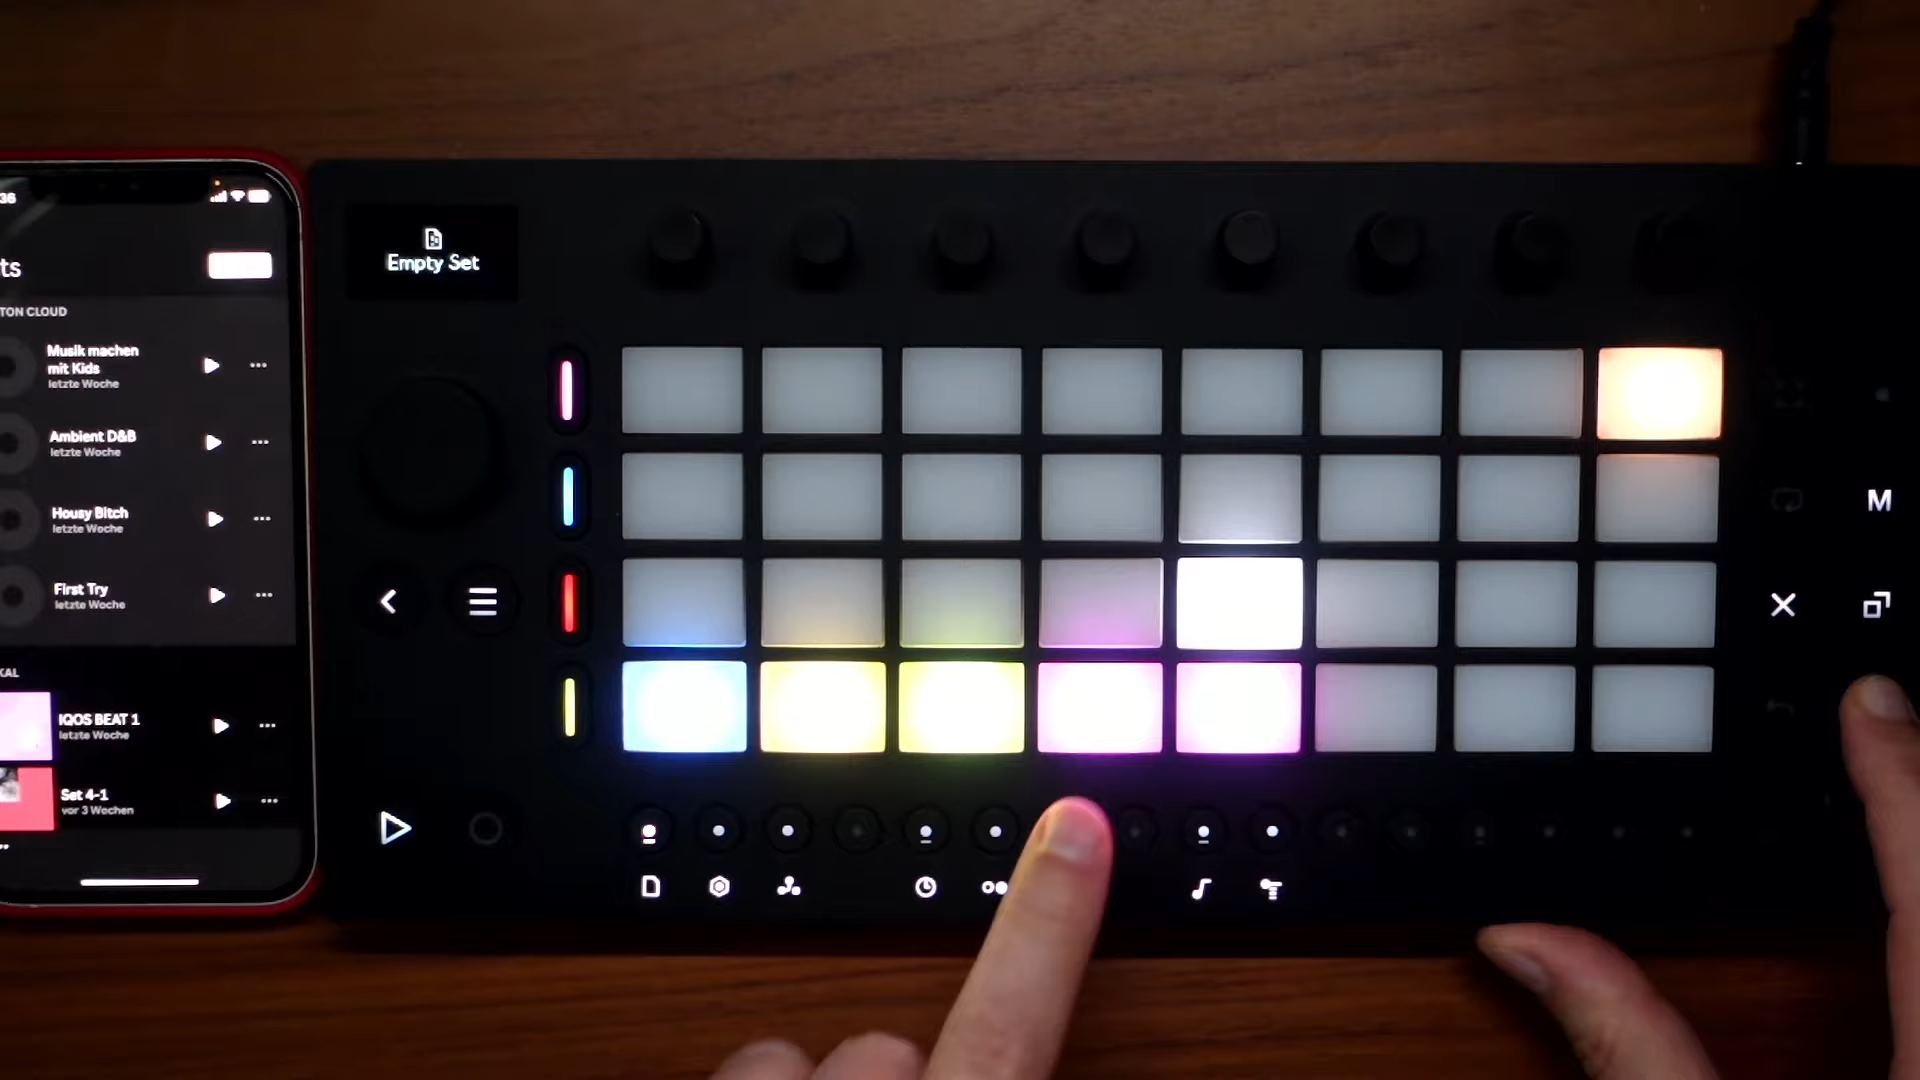 36
ts
TON CLOUD
Musik machen
mit Kids
letzte Woche
Ambient D&B
letzte Woche
Housy Bitch
letzte Woche
First Try
letzte Woche
KAL
IQOS BEAT 1
letzte Woche
Set 4-1
vor 3 Wochen
Empty Set
M